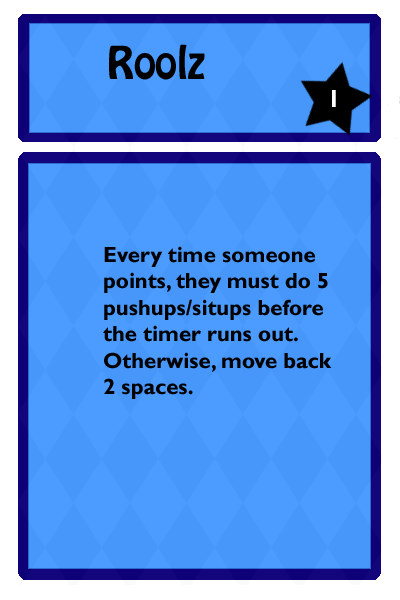 Roolz
1
Every time someone
points, they must do 5
pushups/situps before
the timer runs out.
Otherwise, move back
2 spaces.